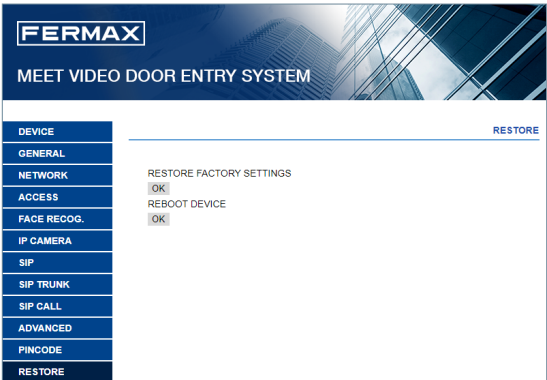 FERMAX
MEET VIDEO DOOR ENTRY SYSTEM
DEVICE
GENERAL
NETWORK
ACCESS
FACE RECOG.
IP CAMERA
SIP
SIP TRUNK
SIP CALL
ADVANCED
PINCODE
RESTORE
RESTORE
RESTORE FACTORY SETTINGS
OK
REBOOT DEVICE
OK